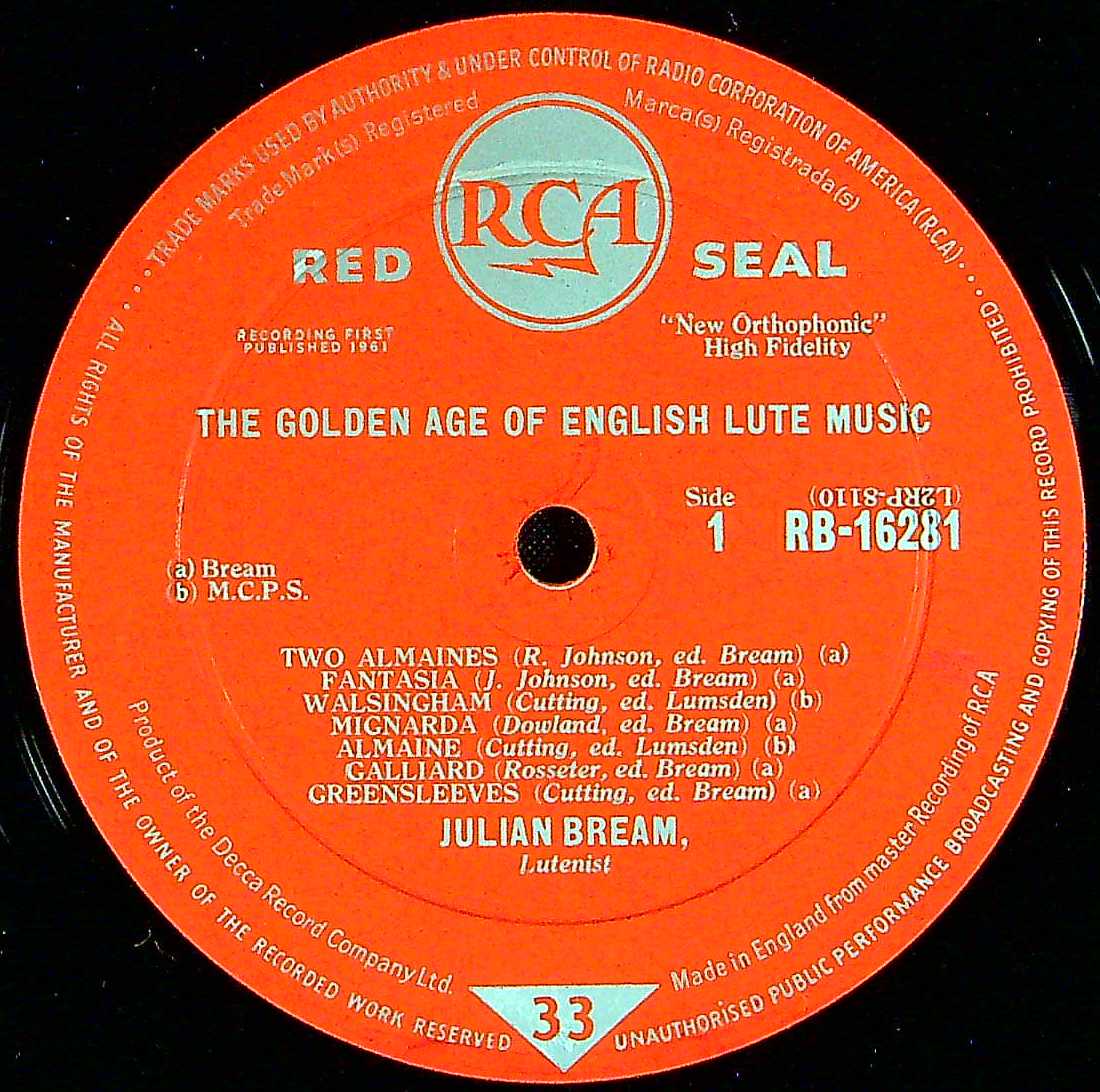 TRADE MARKS USED BY AUTHORITY & UNDER CONTROL OF RADIO CORPORATION OF AMERICA (RCA)
Trade Mark(s) Registered
Marca(s) Registrada(s)
RCA
RED SEAL
RECORDING FIRST
PUBLISHED 1961
"New Orthophonic"
High Fidelity
THE GOLDEN AGE OF ENGLISH LUTE MUSIC
Side
1
(L2RP-8110)
RB-16281
(a) Bream
(b) M.C.P.S.
TWO ALMAINES (R. Johnson, ed. Bream) (a)
FANTASIA (J. Johnson, ed. Bream) (a)
WALSINGHAM (Cutting, ed. Lumsden) (b)
MIGNARDA (Dowland, ed. Bream) (a)
ALMAINE (Cutting, ed. Lumsden) (b)
GALLIARD (Rosseter, ed. Bream) (a)
GREENSLEEVES (Cutting, ed. Bream) (a)
JULIAN BREAM,
Lutenist
Product of the Decca Record Company Ltd.
Made in England from master Recording of R.C.A
33
ALL RIGHTS OF THE MANUFACTURER AND OF THE OWNER OF THE RECORDED WORK RESERVED
UNAUTHORISED PUBLIC PERFORMANCE BROADCASTING AND COPYING OF THIS RECORD PROHIBITED